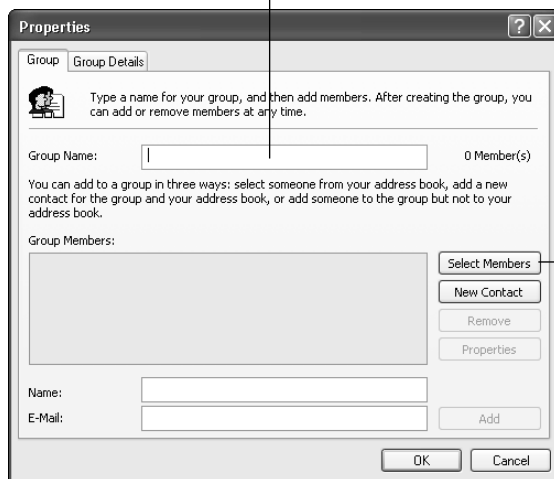 Properties
Group Group Details
Type a name for your group, and then add members. After creating the group, you
can add or remove members at any time.
Group Name: 0 Member(s)
You can add to a group in three ways: select someone from your address book, add a new
contact for the group and your address book, or add someone to the group but not to your
address book.
Group Members:
Select Members
New Contact
Remove
Properties
Name:
E-Mail: Add
OK Cancel